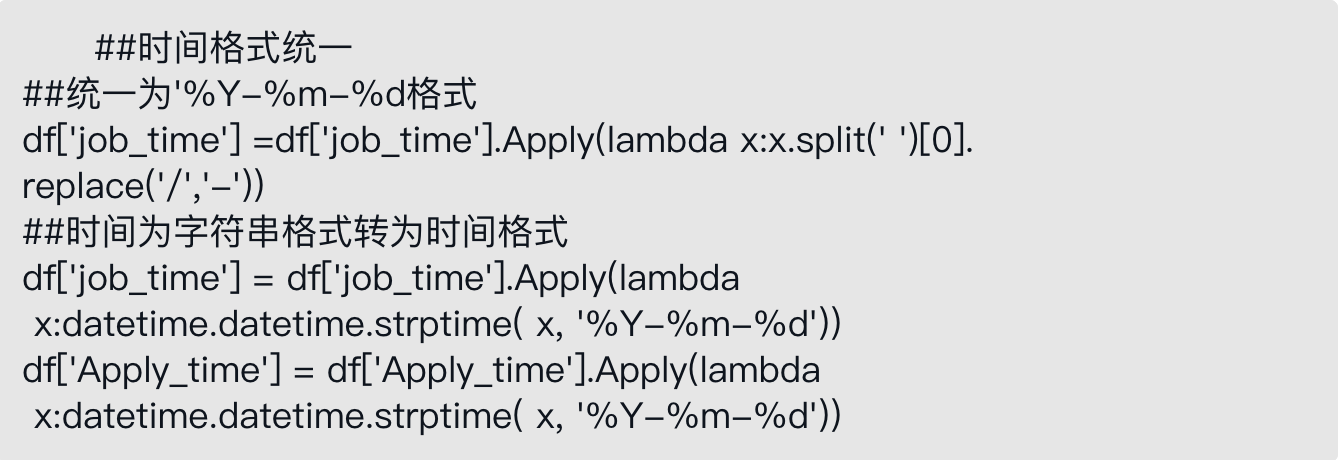 ##时间格式统一
##统一为'%Y-%m-%d格式
df['job_time'] =df['job_time'].Apply(lambda x:x.split(' ')[0].
replace('/','-'))
##时间为字符串格式转为时间格式
df['job_time'] = df['job_time'].Apply(lambda
x:datetime.datetime.strptime( x, '%Y-%m-%d'))
df['Apply_time'] = df['Apply_time'].Apply(lambda
x:datetime.datetime.strptime( x, '%Y-%m-%d'))